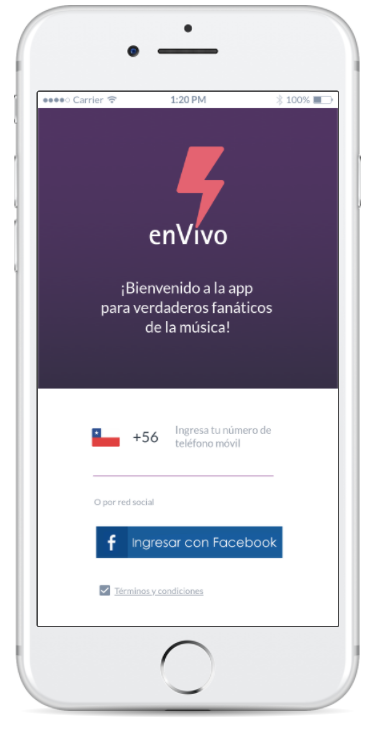 Carrier 1:20 PM 100%
enVivo
¡Bienvenido a la app
para verdaderos fanáticos
de la música!
+56 Ingresa tu número de
teléfono móvil
O por red social
f Ingresar con Facebook
Términos y condiciones